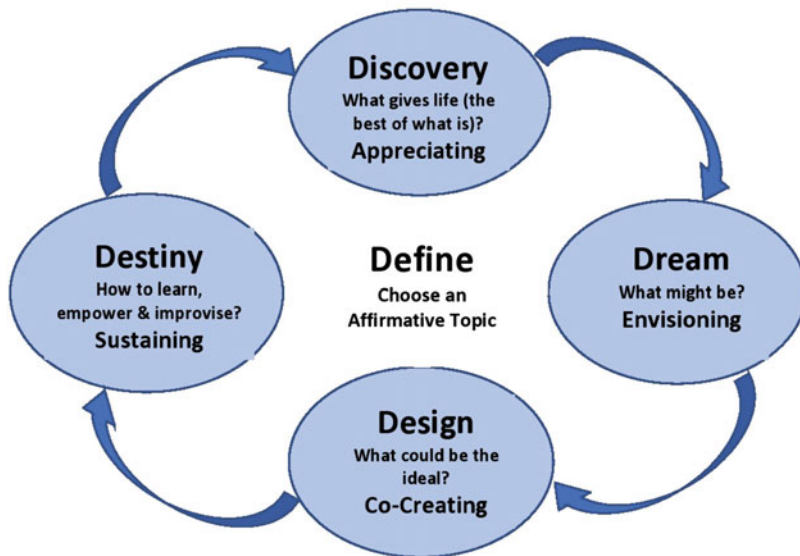 Discovery
What gives life (the
best of what is)?
Appreciating
Destiny
How to learn,
empower & improvise?
Sustaining
Define
Choose an
Affirmative Topic
Dream
What might be?
Envisioning
Design
What could be the
ideal?
Co-Creating